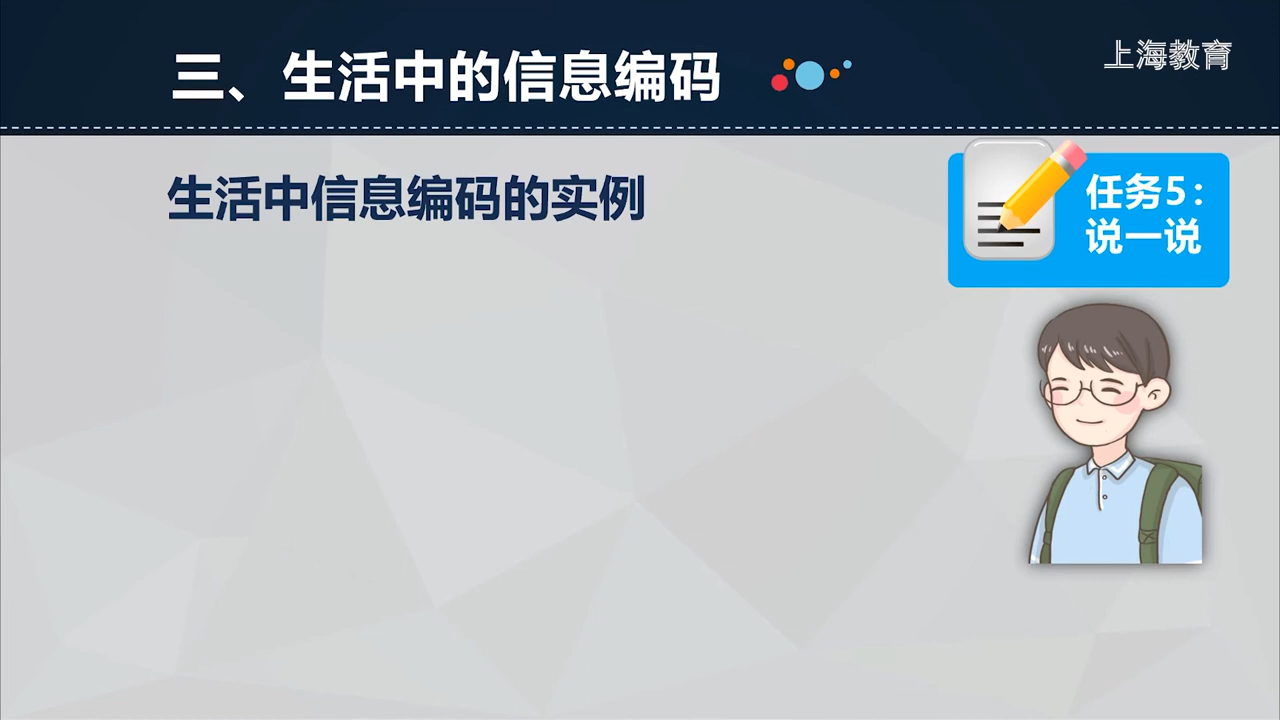 三、生活中的信息编码
上海教育
生活中信息编码的实例
任务5：
说一说